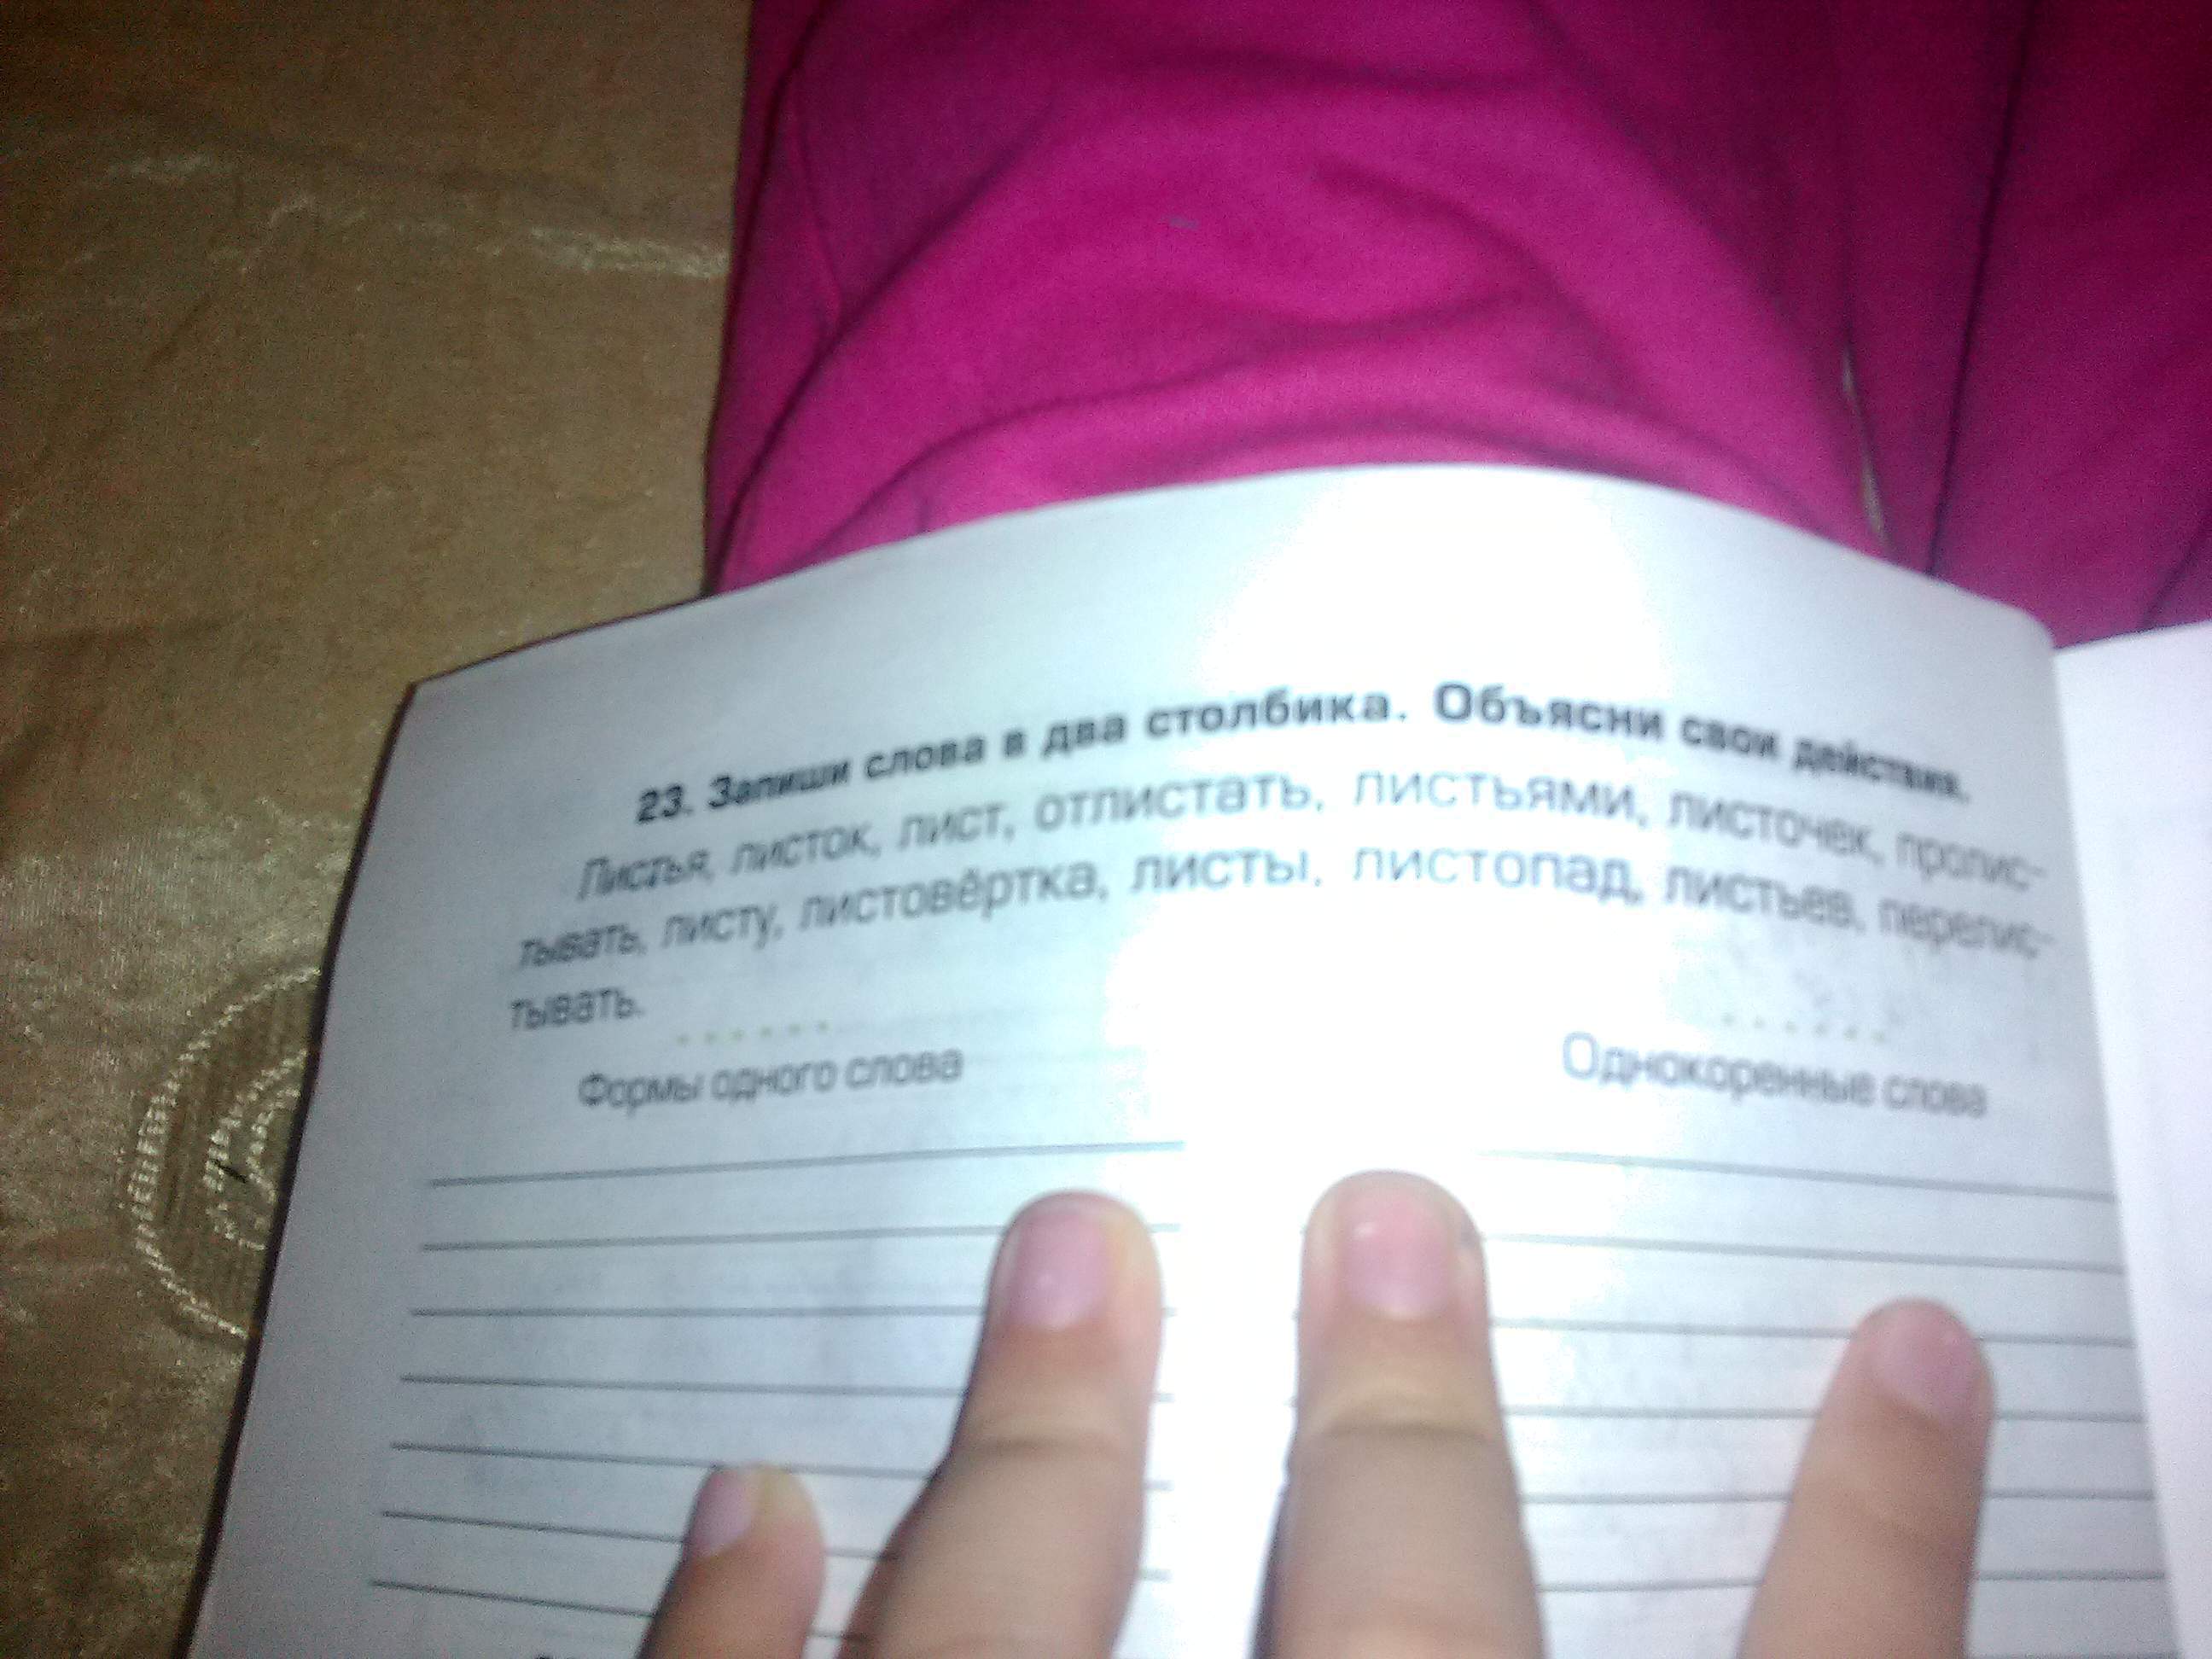 23. Запиши слова в два столбика. Объясни свои действия.
Листья, листок, лист, отлистать, листьями, листочек, пролис-
тывать, листу, листовёртка, листы, листопад, листьев, перелис-
тывать.
Формы одного слова
Однокоренные слова